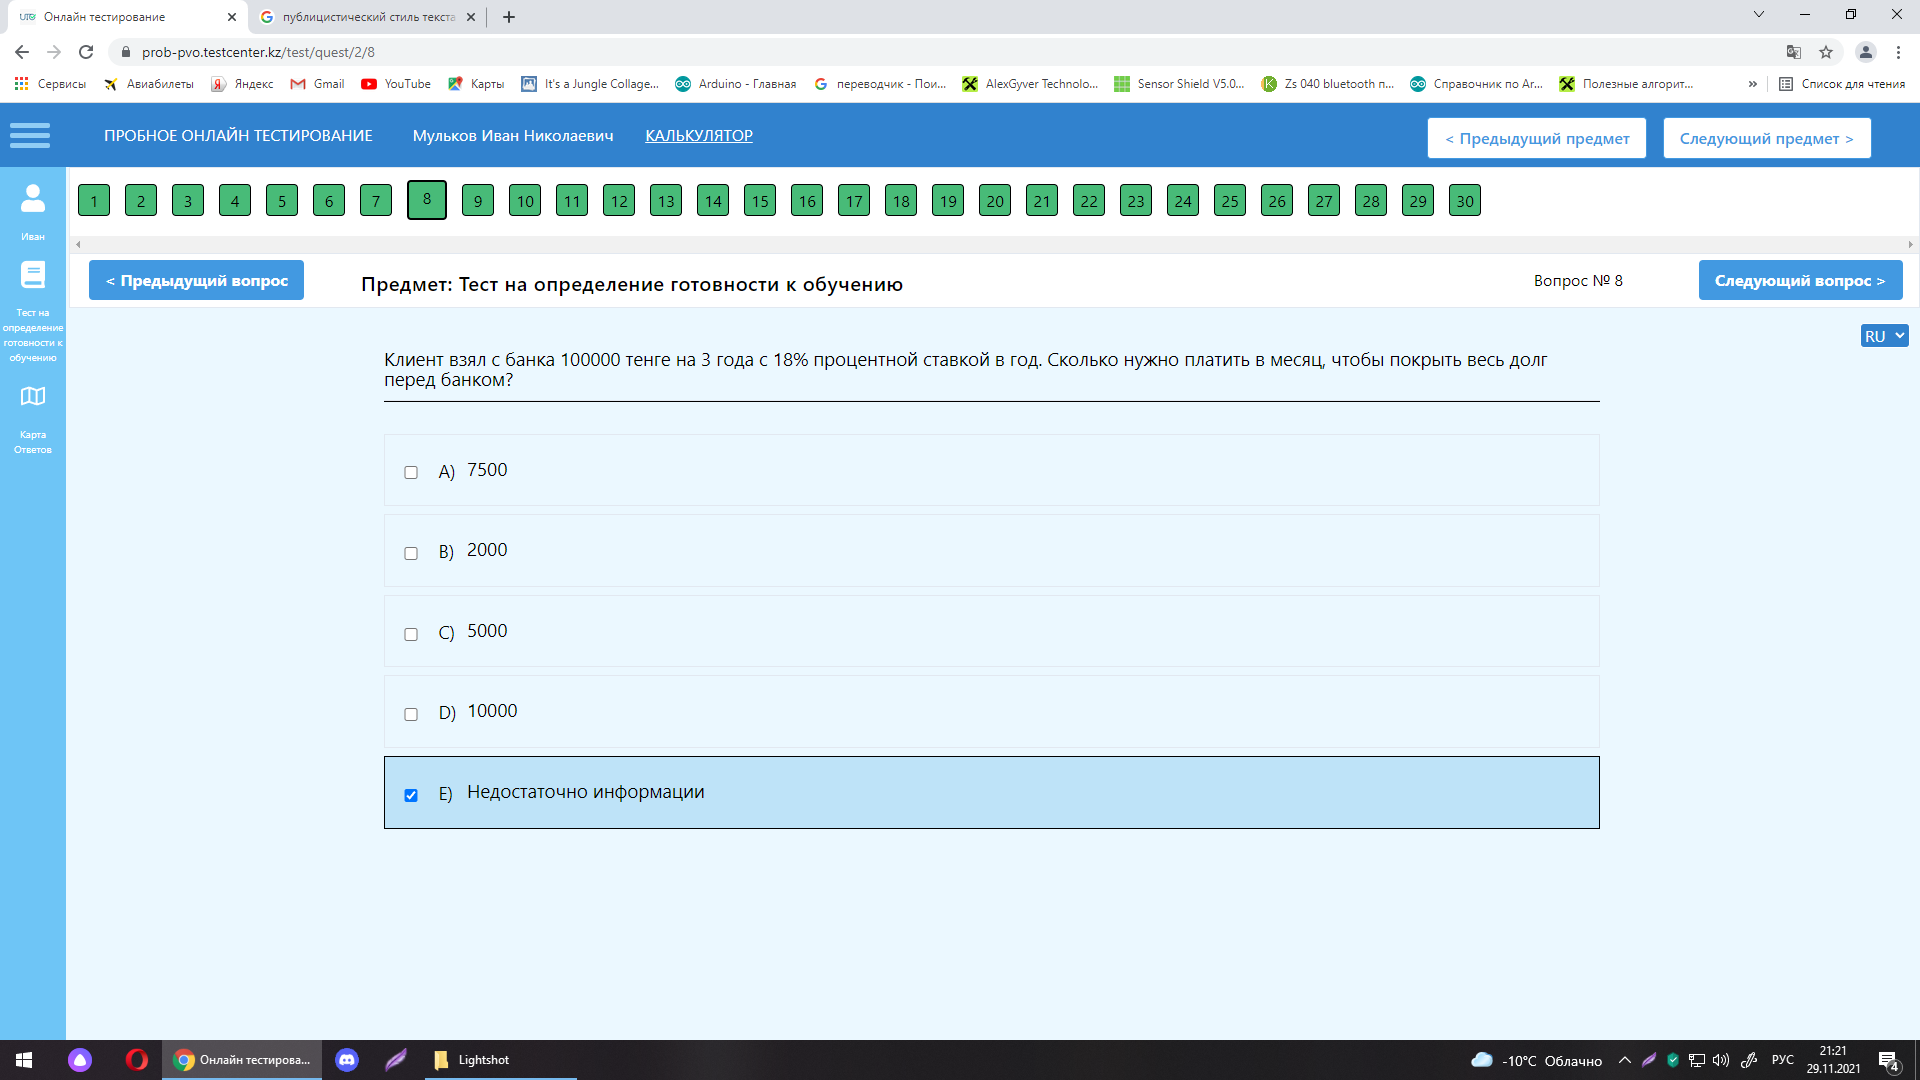 Онлайн тестирование
публицистический стиль текста
prob-pvo.testcenter.kz/test/quest/2/8
Сервисы Авиабилеты Яндекс Gmail YouTube Карты It's a Jungle Collage... Arduino - Главная переводчик - Пои... AlexGyver Technolo... Sensor Shield V5.0... Zs 040 bluetooth п... Справочник по Ar... Полезные алгорит... » Список для чтения
ПРОБНОЕ ОНЛАЙН ТЕСТИРОВАНИЕ Мульков Иван Николаевич КАЛЬКУЛЯТОР < Предыдущий предмет Следующий предмет >
1 2 3 4 5 6 7 8 9 10 11 12 13 14 15 16 17 18 19 20 21 22 23 24 25 26 27 28 29 30
Иван
Тест на
определение
готовности к
обучению
Карта
Ответов
< Предыдущий вопрос Предмет: Тест на определение готовности к обучению Вопрос № 8 Следующий вопрос >
RU
Клиент взял с банка 100000 тенге на 3 года с 18% процентной ставкой в год. Сколько нужно платить в месяц, чтобы покрыть весь долг
перед банком?
A) 7500
B) 2000
C) 5000
D) 10000
E) Недостаточно информации
Онлайн тестирова... Lightshot -10°C Облачно РУС 21:21
29.11.2021
4